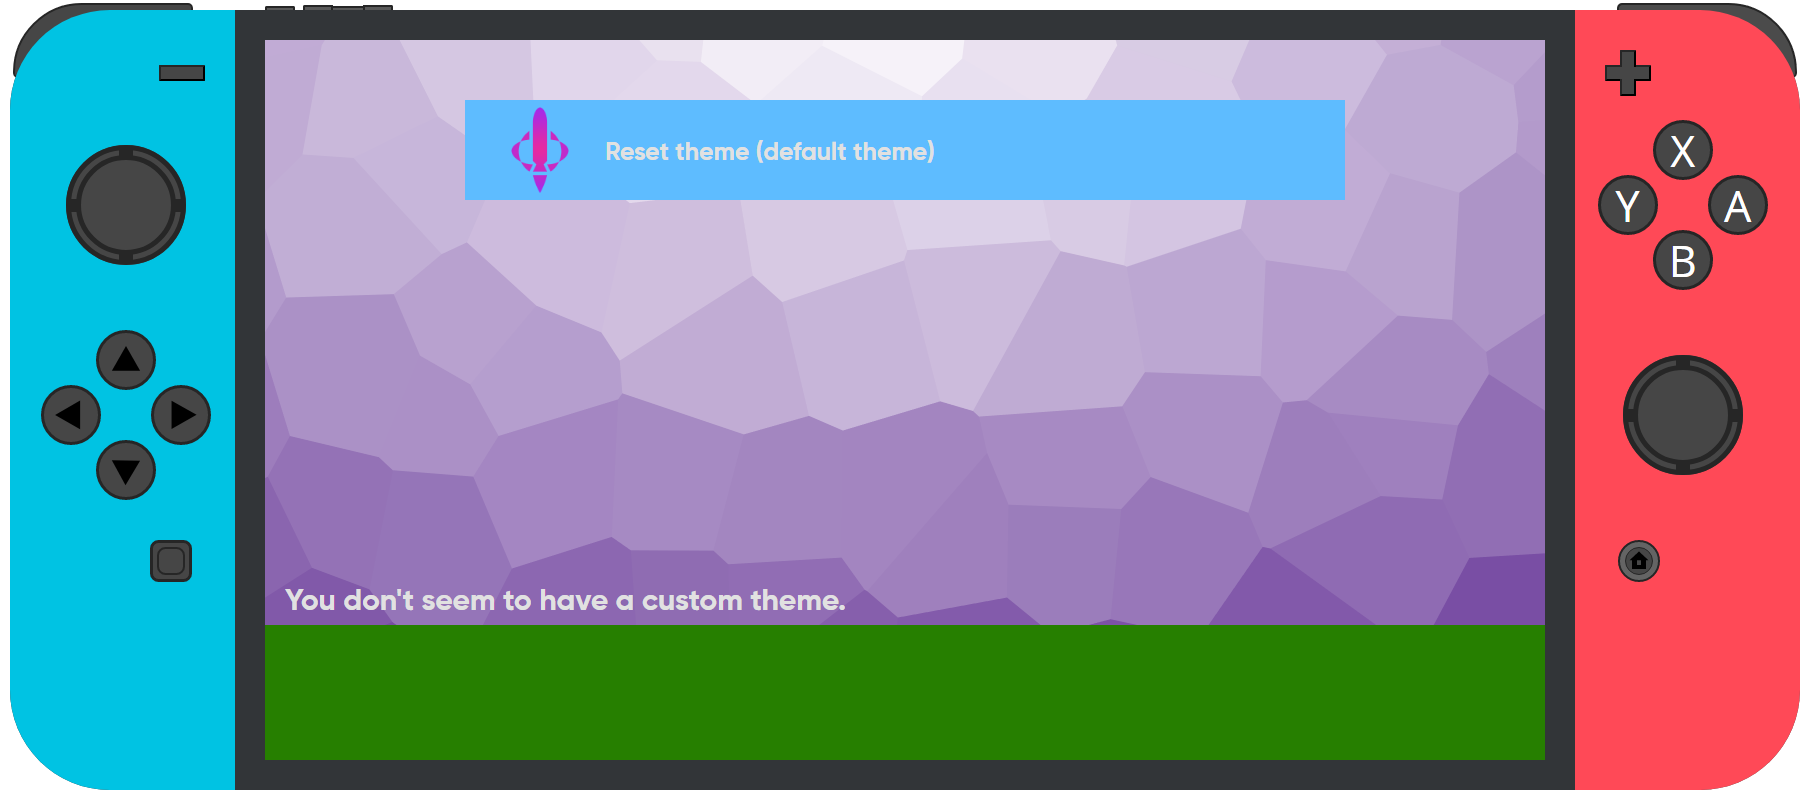 Reset theme (default theme)
X
Y
A
B
You don't seem to have a custom theme.